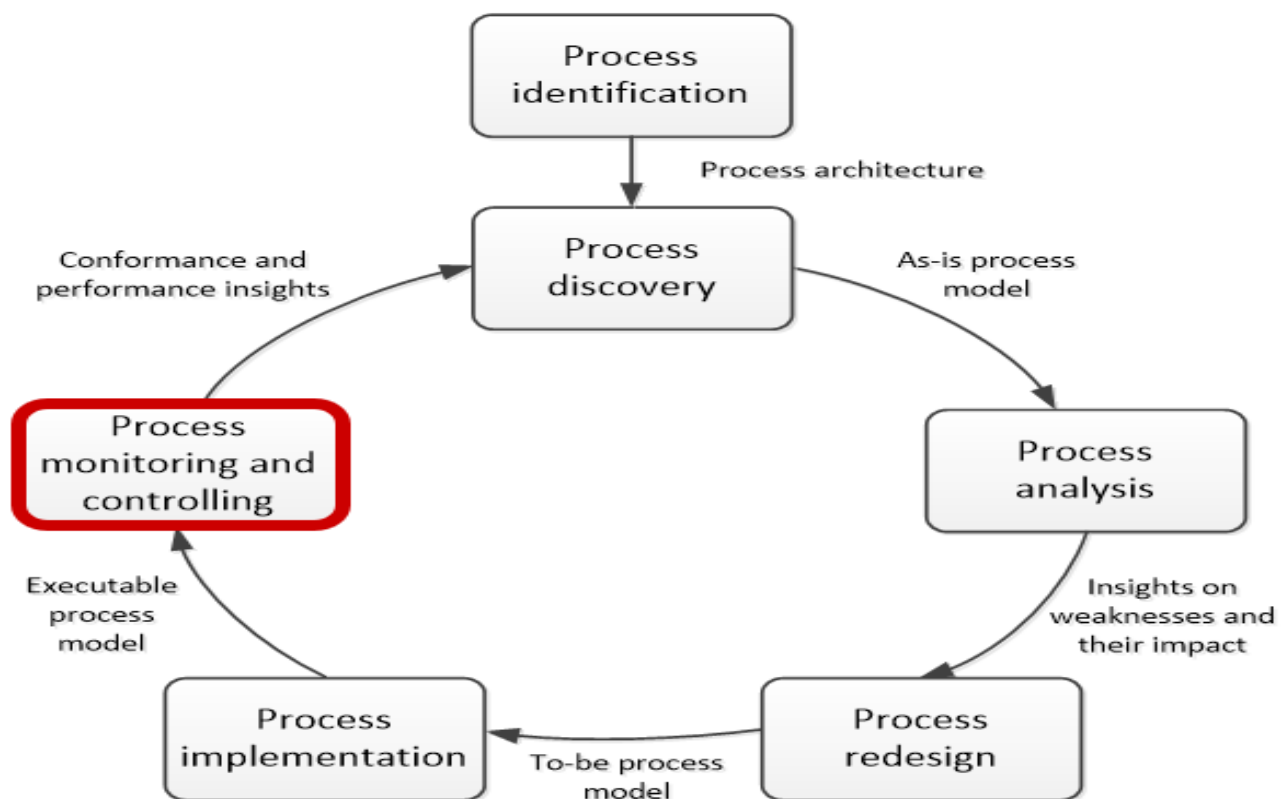 Process
identification
Process architecture
Process
discovery
Conformance and
performance insights
As-is process
model
Process
monitoring and
controlling
Process
analysis
Executable
process
model
Insights on
weaknesses and
their impact
Process
implementation
To-be process
model
Process
redesign